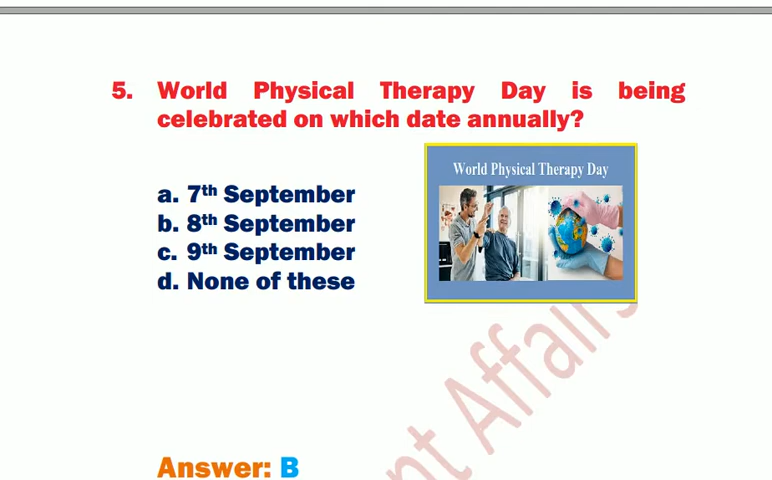 5. World Physical Therapy Day is being
celebrated on which date annually?
World Physical Therapy Day
a. 7th September
b. 8th September
c. 9th September
d. None of these
Affairs
Answer: B